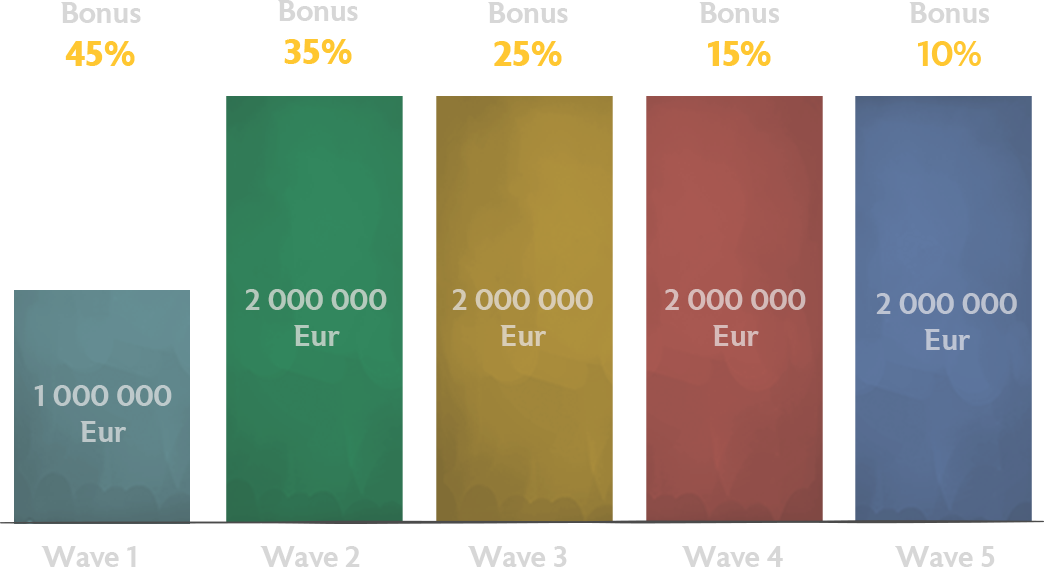 Bonus
45%
Bonus
35%
Bonus
25%
Bonus
15%
Bonus
10%
1 000 000
Eur
2 000 000
Eur
2 000 000
Eur
2 000 000
Eur
2 000 000
Eur
Wave 1
Wave 2
Wave 3
Wave 4
Wave 5